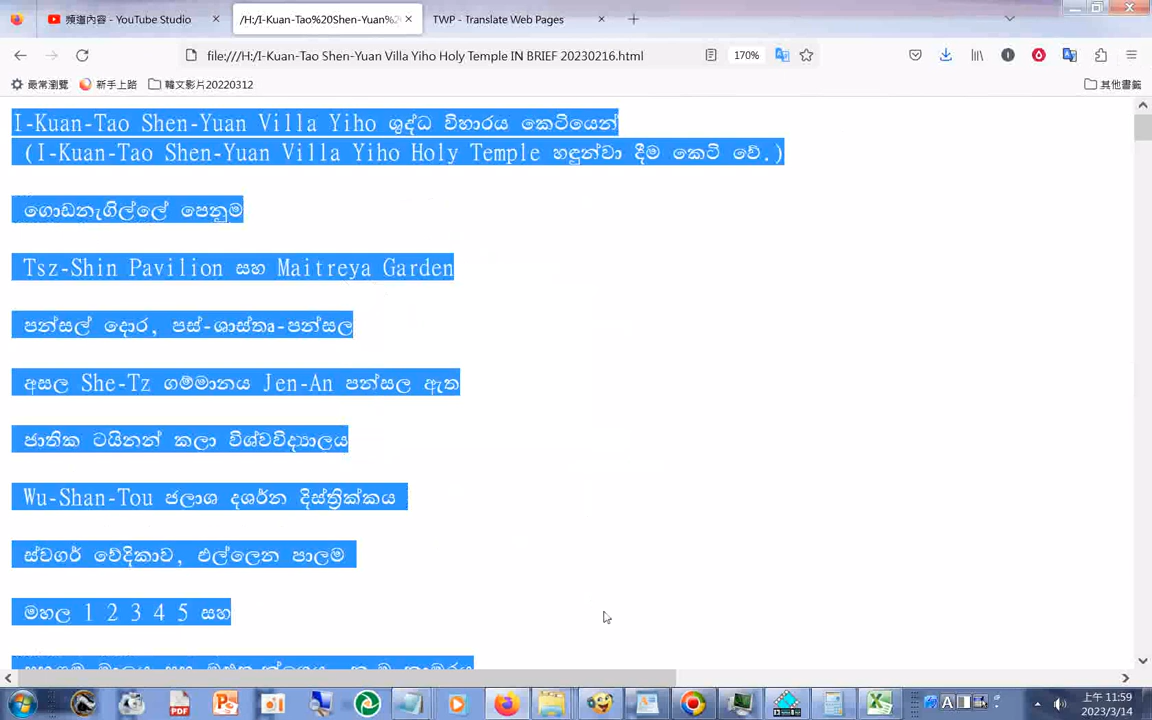 頻道內容 - YouTube Studio
/H:/I-Kuan-Tao%20Shen-Yuan%2
TWP - Translate Web Pages
file:///H:/I-Kuan-Tao Shen-Yuan Villa Yiho Holy Temple IN BRIEF 20230216.html
170%
最常瀏覽
新手上路
韓文影片20220312
其他書籤
I-Kuan-Tao Shen-Yuan Villa Yiho ශුද්ධ විහාරය කෙටියෙන්
(I-Kuan-Tao Shen-Yuan Villa Yiho Holy Temple හඳුන්වා දීම කෙටි වේ.)
ගොඩනැගිල්ලේ පෙනුම
Tsz-Shin Pavilion සහ Maitreya Garden
පන්සල් දොර, පස්-ශාස්තෘ-පන්සල
අසල She-Tz ගම්මානය Jen-An පන්සල ඇත
ජාතික ටයිනන් කලා විශ්වවිද්‍යාලය
Wu-Shan-Tou ජලාශ දර්ශන දිස්ත්‍රික්කය
ස්වර්ග වේදිකාව, එල්ලෙන පාලම
මහල 1 2 3 4 5 සහ
上午 11:59
2023/3/14